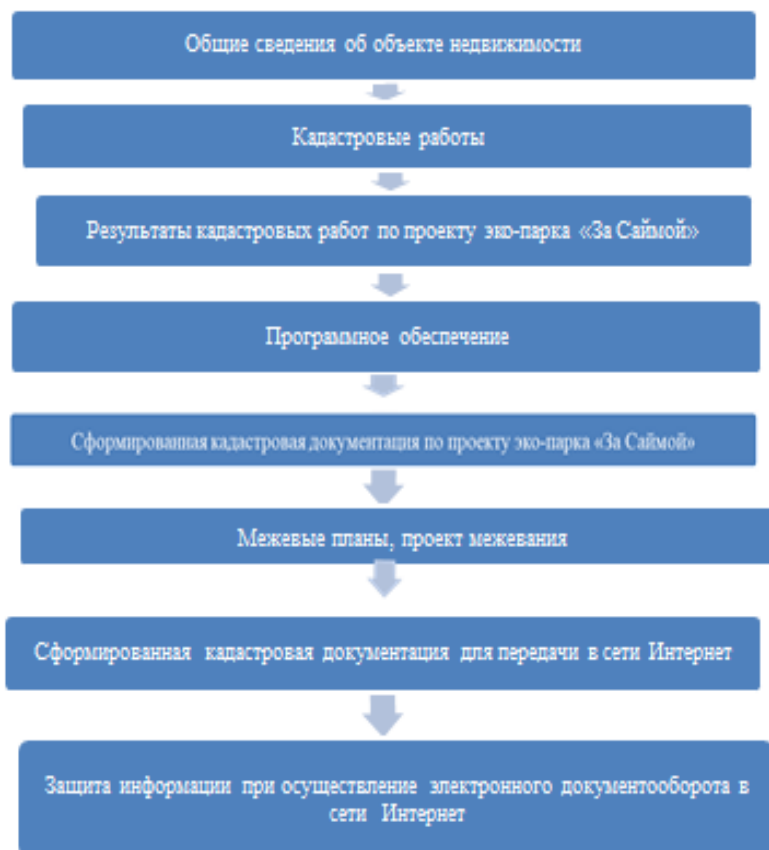 Общие сведения об объекте недвижимости
Кадастровые работы
Результаты кадастровых работ по проекту эко-парка «За Саймой»
Программное обеспечение
Сформированная кадастровая документация по проекту эко-парка «За Саймой»
Межевые планы, проект межевания
Сформированная кадастровая документация для передачи в сети Интернет
Защита информации при осуществление электронного документооборота в
сети Интернет